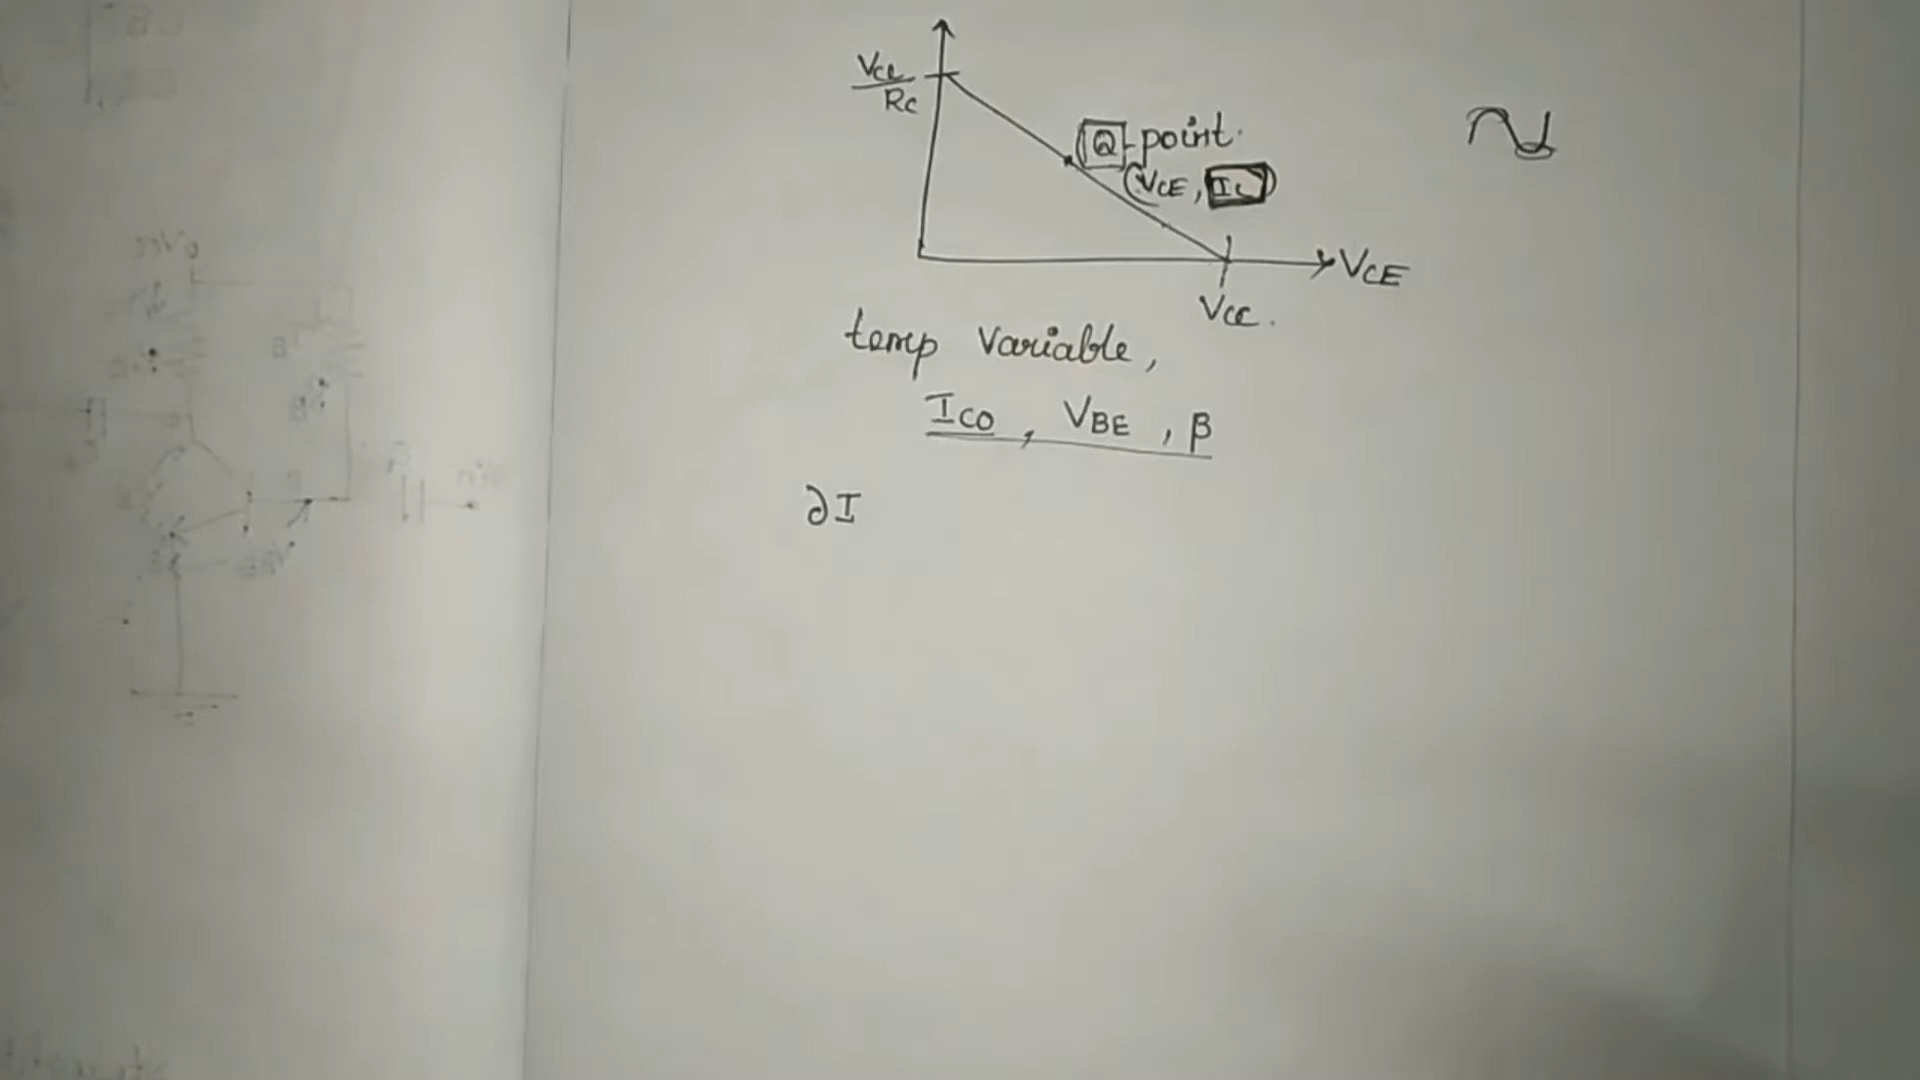 Vcc
Rc
Q-point.
(VCE, Ic)
VCE
Vcc.
temp Variable,
ICO, VBE, β
∂I